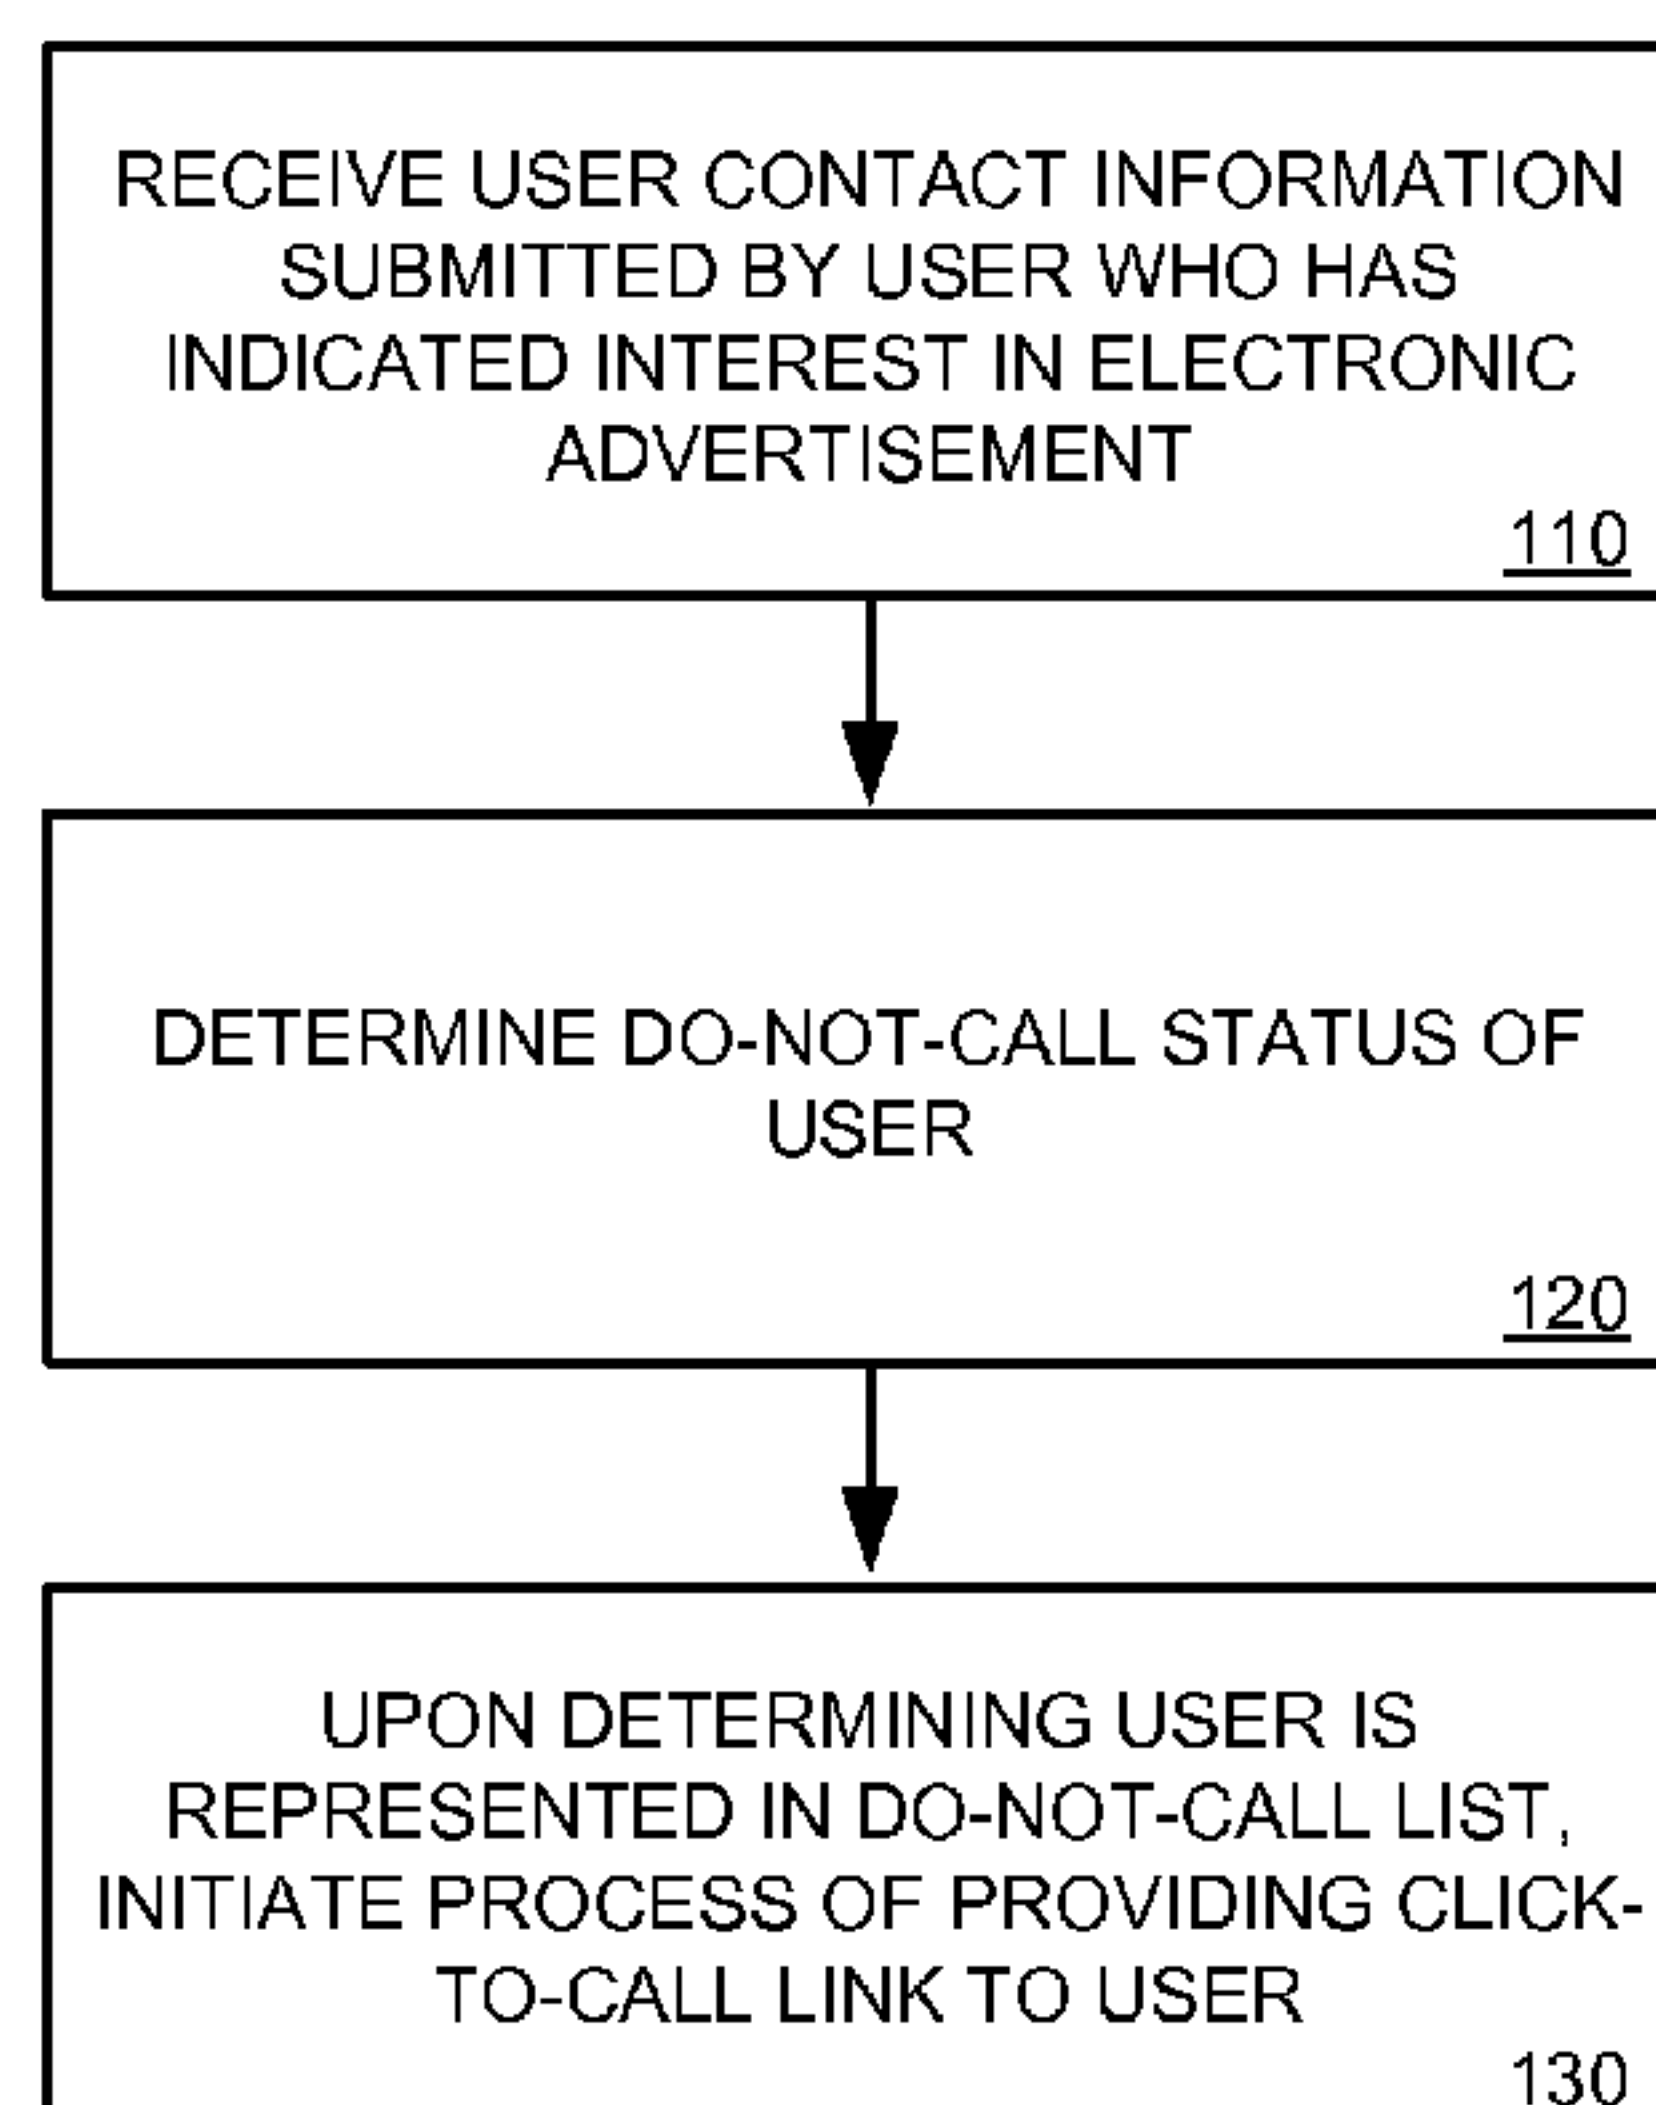 RECEIVE USER CONTACT INFORMATION
SUBMITTED BY USER WHO HAS
INDICATED INTEREST IN ELECTRONIC
ADVERTISEMENT
110
DETERMINE DO-NOT-CALL STATUS OF
USER
120
UPON DETERMINING USER IS
REPRESENTED IN DO-NOT-CALL LIST,
INITIATE PROCESS OF PROVIDING CLICK-
TO-CALL LINK TO USER
130